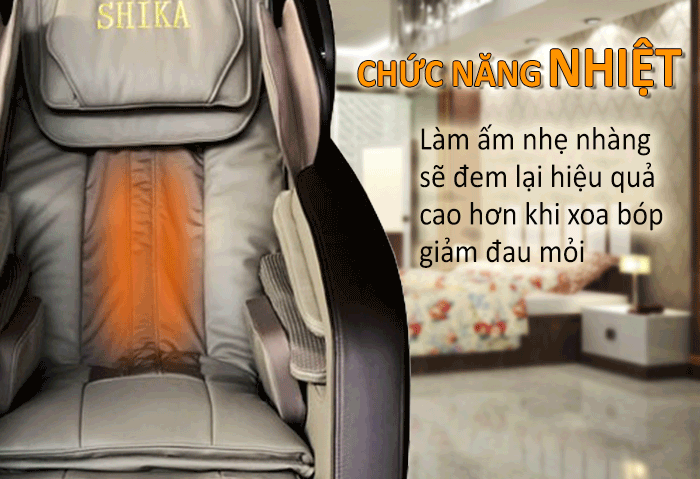 SHIKA
CHỨC NĂNG NHIỆT
Làm ấm nhẹ nhàng
sẽ đem lại hiệu quả
cao hơn khi xoa bóp
giảm đau mỏi